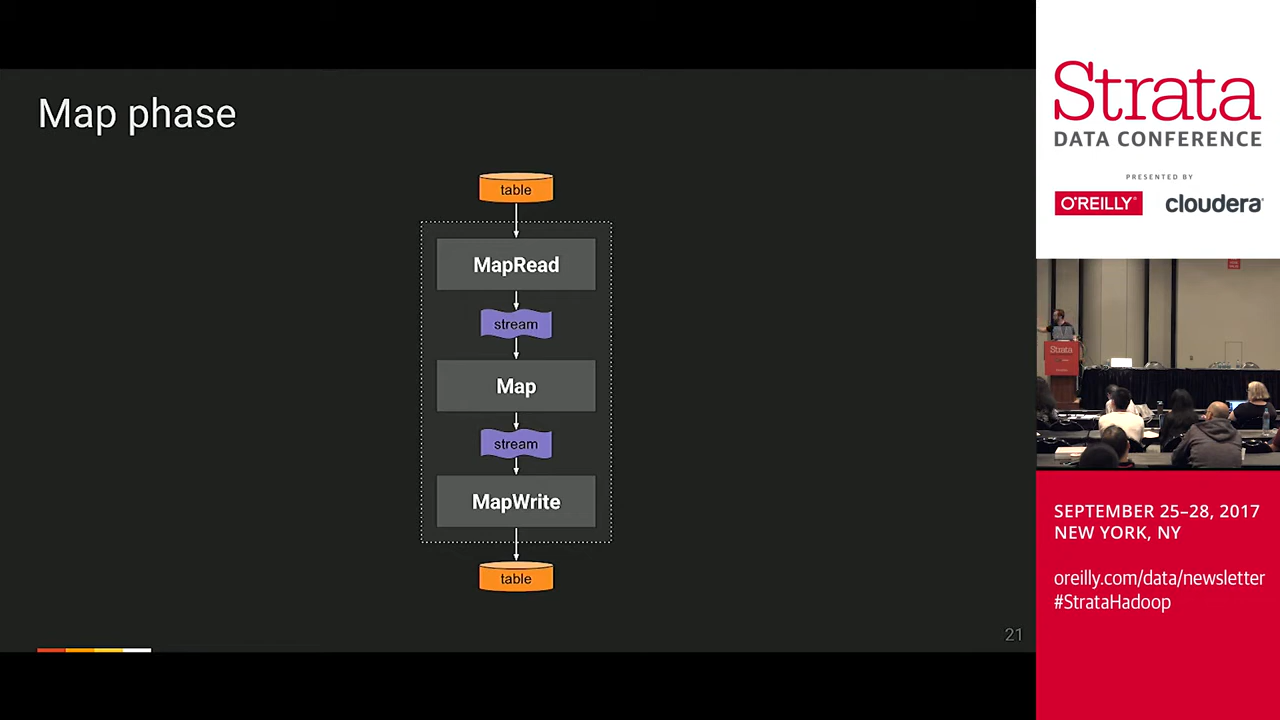 Map phase
table
MapRead
stream
Map
stream
MapWrite
table
21
Strata
DATA CONFERENCE
PRESENTED BY
O'REILLY®
cloudera
Strata
SEPTEMBER 25–28, 2017
NEW YORK, NY
oreilly.com/data/newsletter
#StrataHadoop